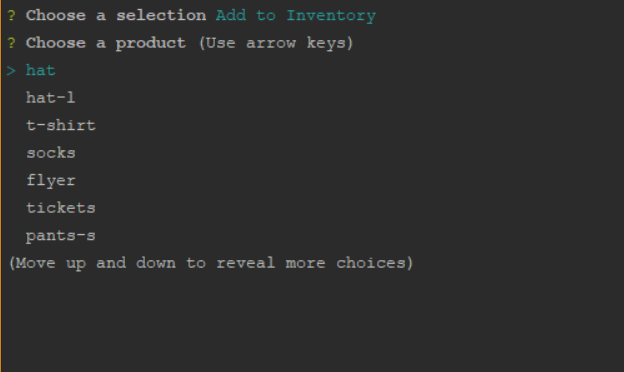 ? Choose a selection Add to Inventory
? Choose a product (Use arrow keys)
> hat
hat-l
t-shirt
socks
flyer
tickets
pants-s
(Move up and down to reveal more choices)